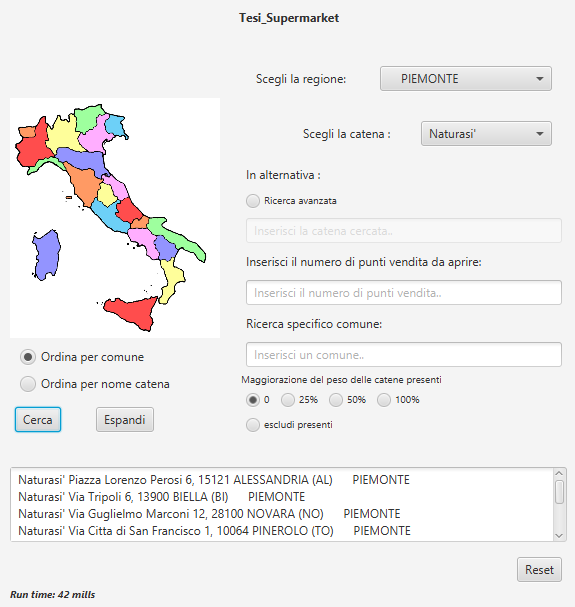 Tesi_Supermarket
Scegli la regione:
PIEMONTE
Scegli la catena :
Naturasi'
In alternativa :
Ricerca avanzata
Inserisci la catena cercata..
Inserisci il numero di punti vendita da aprire:
Inserisci il numero di punti vendita..
Ricerca specifico comune:
Inserisci un comune..
Ordina per comune
Ordina per nome catena
Maggiorazione del peso delle catene presenti
0 25% 50% 100%
escludi presenti
Cerca
Espandi
Naturasi' Piazza Lorenzo Perosi 6, 15121 ALESSANDRIA (AL) PIEMONTE
Naturasi' Via Tripoli 6, 13900 BIELLA (BI) PIEMONTE
Naturasi' Via Guglielmo Marconi 12, 28100 NOVARA (NO) PIEMONTE
Naturasi' Via Citta di San Francisco 1, 10064 PINEROLO (TO) PIEMONTE
Reset
Run time: 42 mills